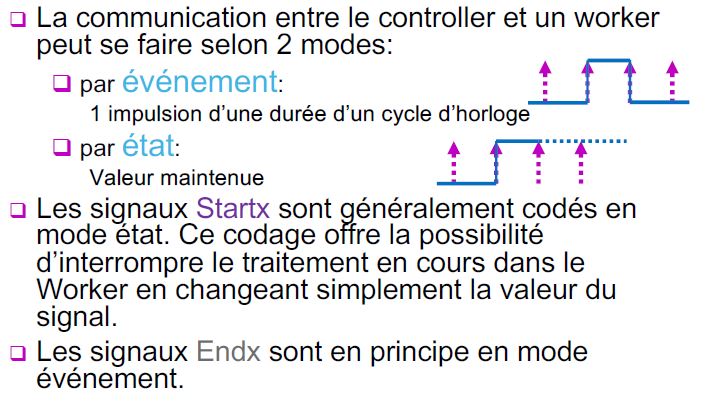 La communication entre le controller et un worker
peut se faire selon 2 modes:
par événement:
1 impulsion d'une durée d'un cycle d'horloge
par état:
Valeur maintenue
Les signaux Startx sont généralement codés en
mode état. Ce codage offre la possibilité
d'interrompre le traitement en cours dans le
Worker en changeant simplement la valeur du
signal.
Les signaux Endx sont en principe en mode
événement.